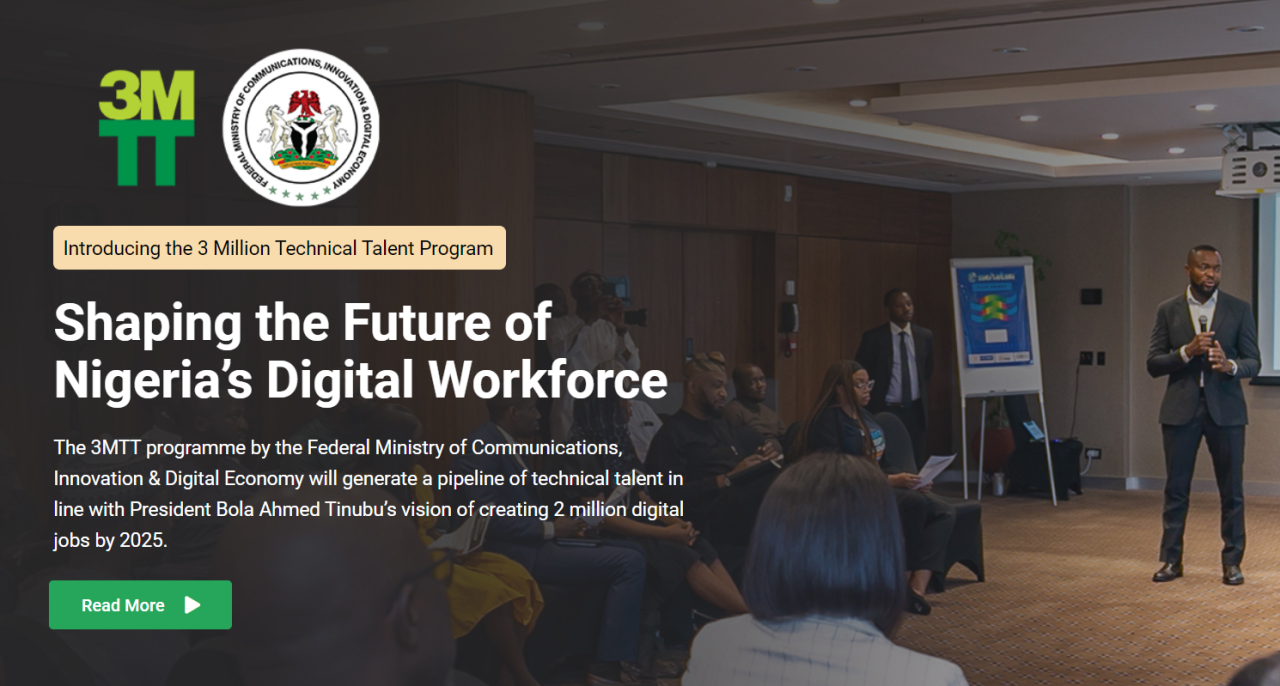 3M
TT
FEDERAL MINISTRY OF COMMUNICATIONS, INNOVATION & DIGITAL ECONOMY
Introducing the 3 Million Technical Talent Program
Shaping the Future of
Nigeria’s Digital Workforce
The 3MTT programme by the Federal Ministry of Communications,
Innovation & Digital Economy will generate a pipeline of technical talent in
line with President Bola Ahmed Tinubu’s vision of creating 2 million digital
jobs by 2025.
Read More